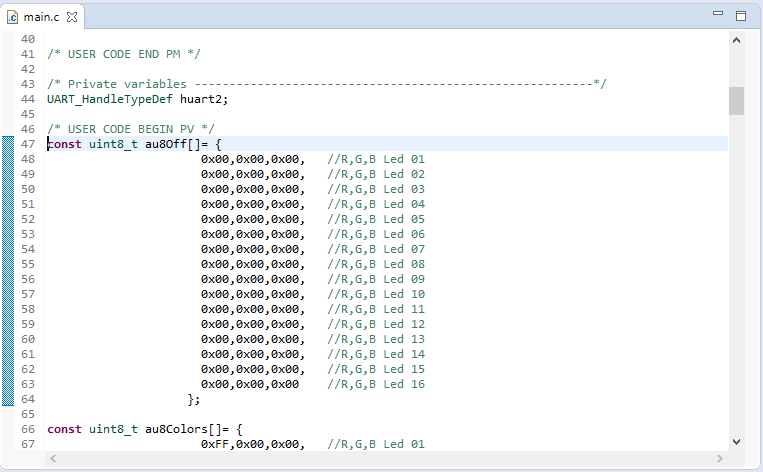 main.c
40
41 /* USER CODE END PM */
42
43 /* Private variables ---------------------------------------------------------*/
44 UART_HandleTypeDef huart2;
45
46 /* USER CODE BEGIN PV */
47 const uint8_t au8Off[]= {
48 0x00,0x00,0x00, //R,G,B Led 01
49 0x00,0x00,0x00, //R,G,B Led 02
50 0x00,0x00,0x00, //R,G,B Led 03
51 0x00,0x00,0x00, //R,G,B Led 04
52 0x00,0x00,0x00, //R,G,B Led 05
53 0x00,0x00,0x00, //R,G,B Led 06
54 0x00,0x00,0x00, //R,G,B Led 07
55 0x00,0x00,0x00, //R,G,B Led 08
56 0x00,0x00,0x00, //R,G,B Led 09
57 0x00,0x00,0x00, //R,G,B Led 10
58 0x00,0x00,0x00, //R,G,B Led 11
59 0x00,0x00,0x00, //R,G,B Led 12
60 0x00,0x00,0x00, //R,G,B Led 13
61 0x00,0x00,0x00, //R,G,B Led 14
62 0x00,0x00,0x00, //R,G,B Led 15
63 0x00,0x00,0x00 //R,G,B Led 16
64 };
65
66 const uint8_t au8Colors[]= {
67 0xFF,0x00,0x00, //R,G,B Led 01